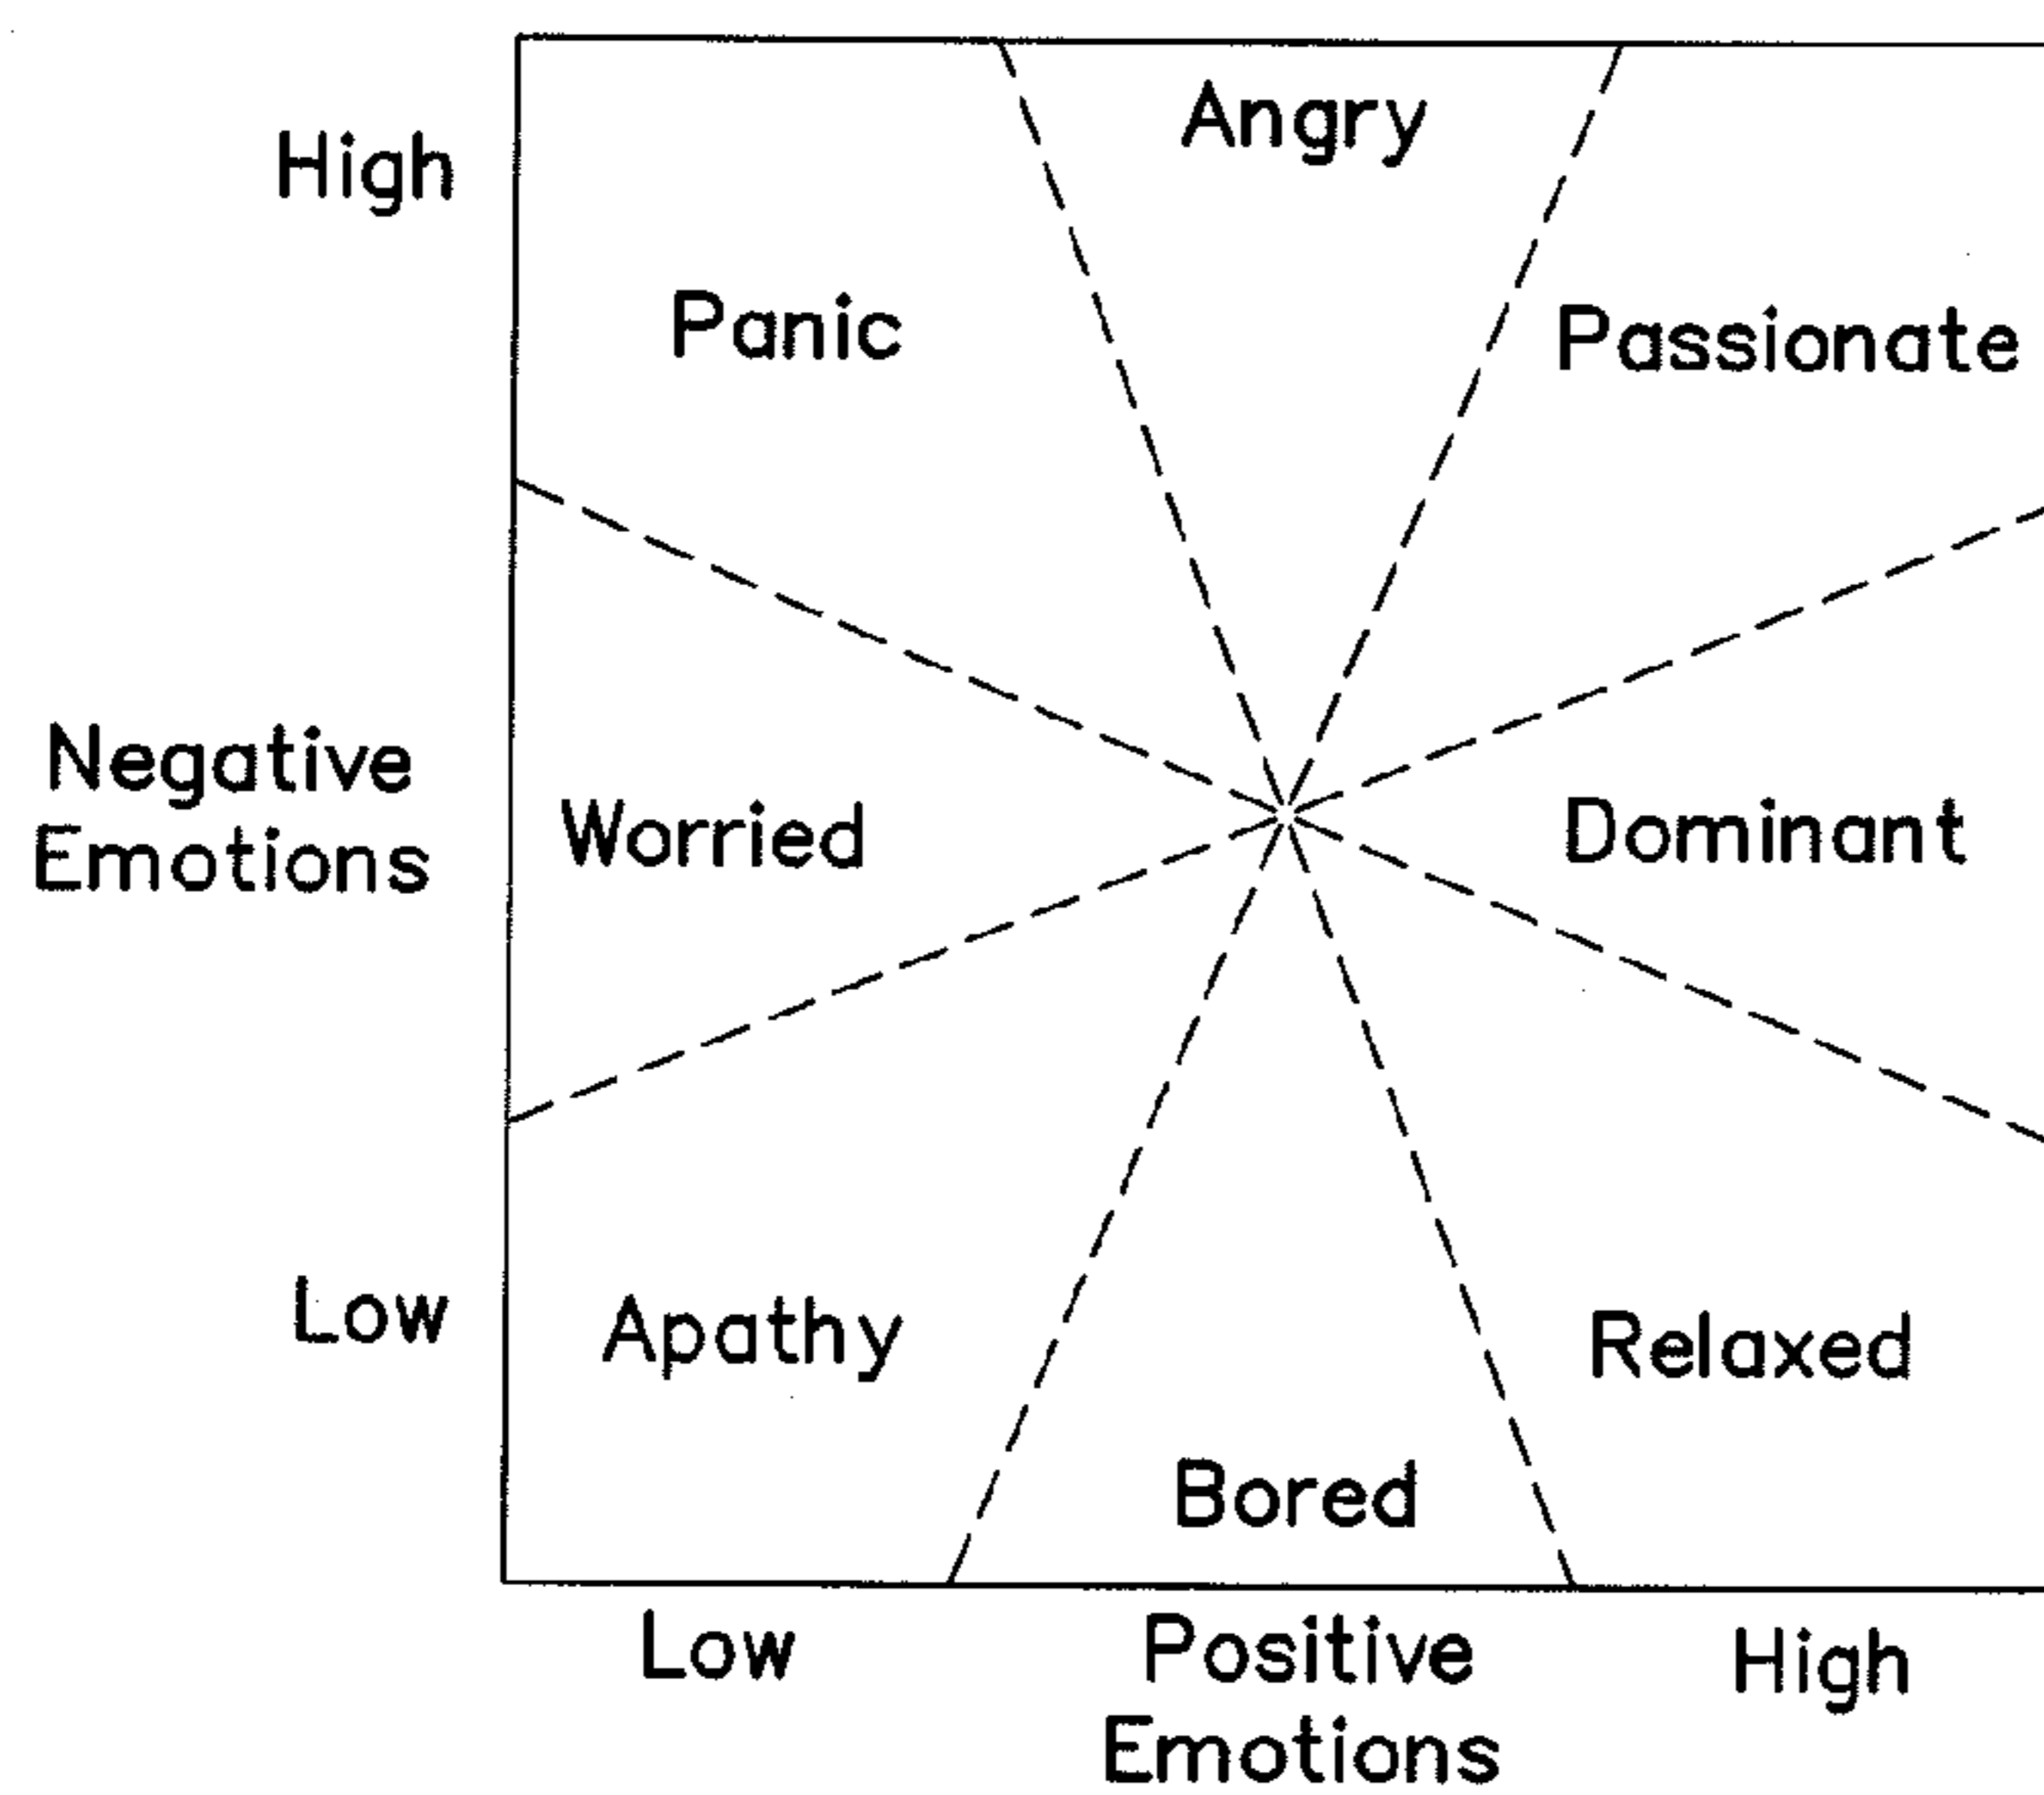 High
Angry
Panic
Passionate
Negative
Emotions
Worried
Dominant
Low
Apathy
Relaxed
Bored
Low
Positive
Emotions
High